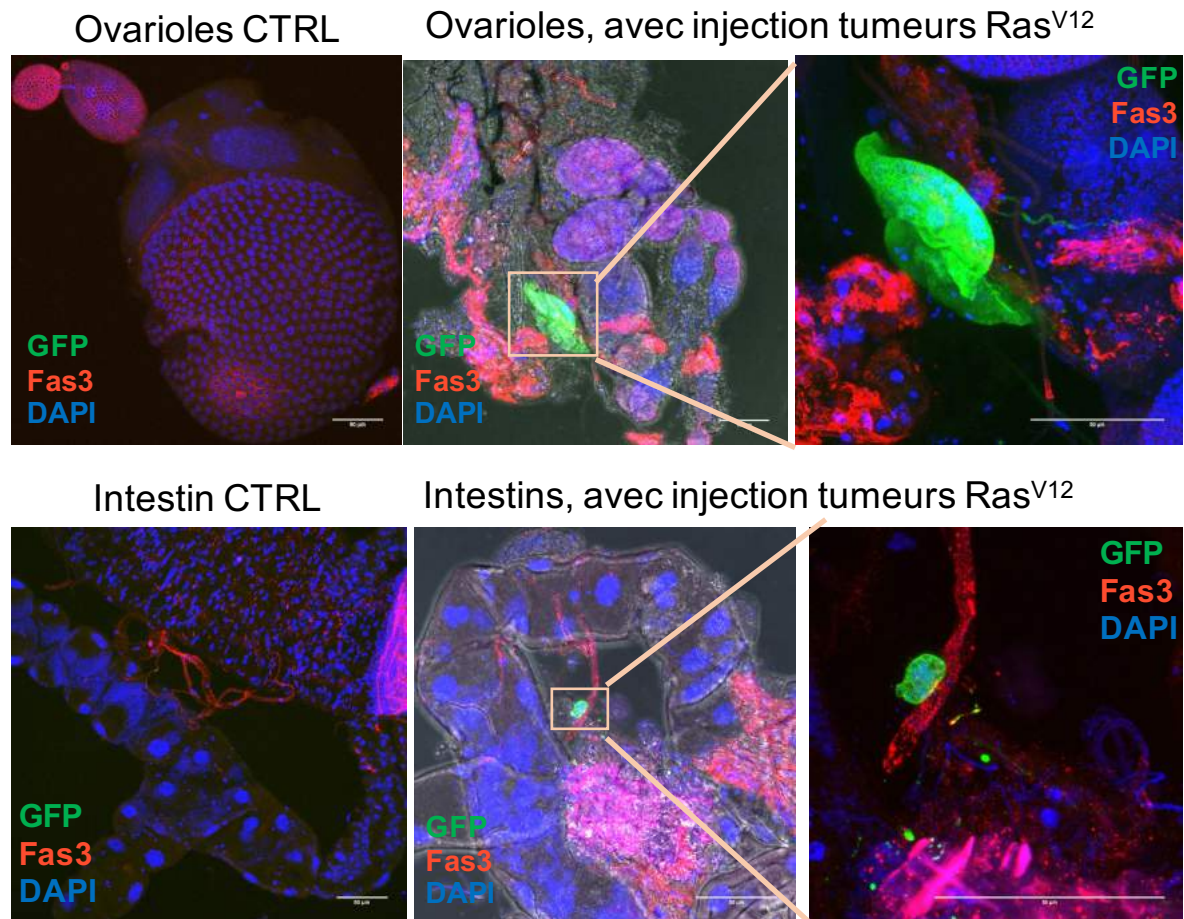 Ovarioles CTRL
Ovarioles, avec injection tumeurs RasV12
GFP
Fas3
DAPI
GFP
Fas3
DAPI
GFP
Fas3
DAPI
Intestin CTRL
Intestins, avec injection tumeurs RasV12
GFP
Fas3
DAPI
GFP
Fas3
DAPI
GFP
Fas3
DAPI